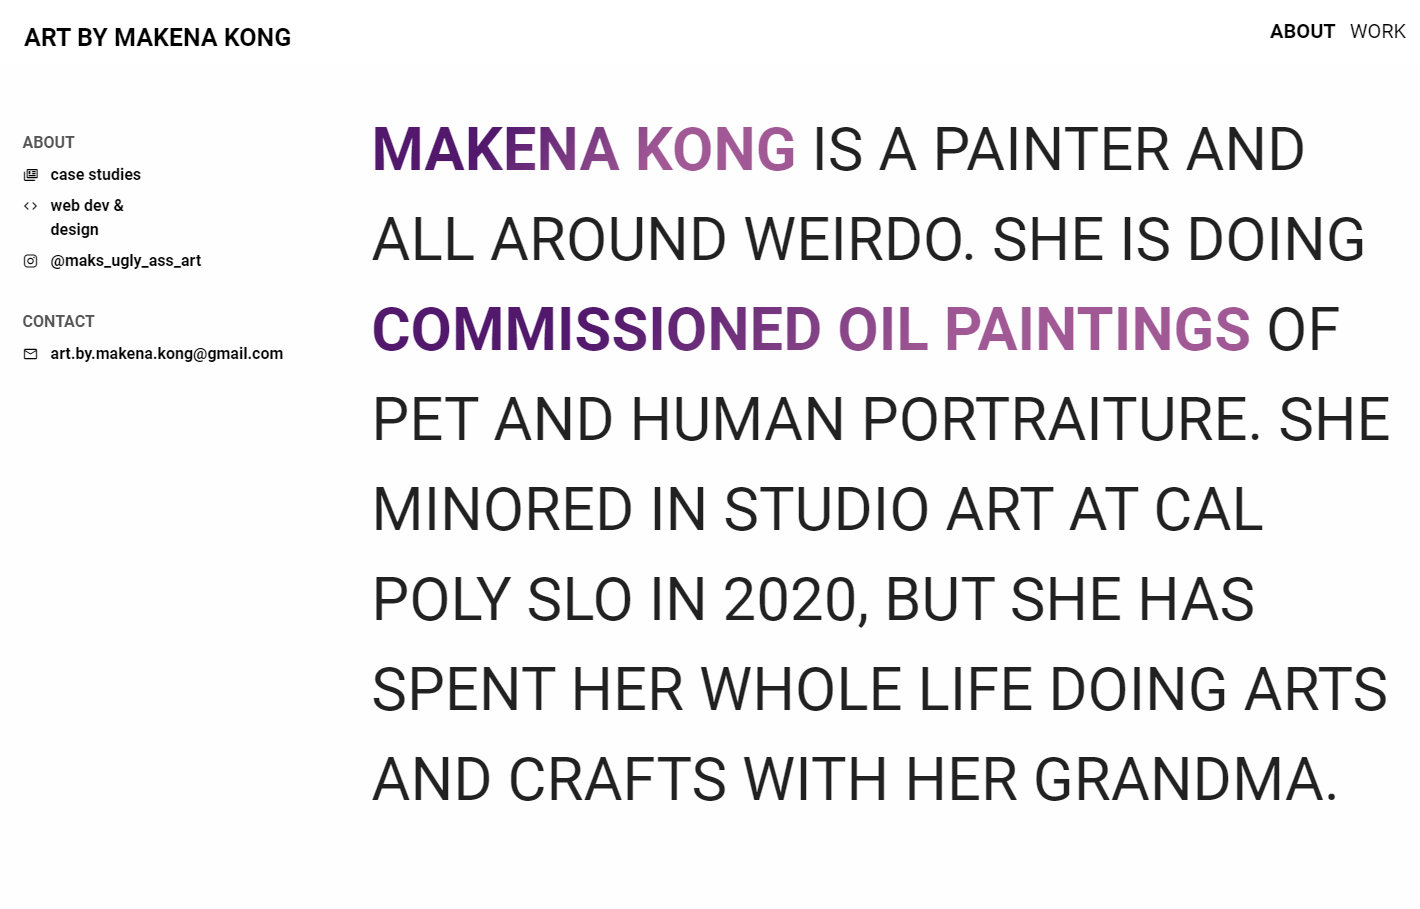 ART BY MAKENA KONG
ABOUT WORK
ABOUT
case studies
web dev &
design
@maks_ugly_ass_art
CONTACT
art.by.makena.kong@gmail.com
MAKENA KONG IS A PAINTER AND
ALL AROUND WEIRDO. SHE IS DOING
COMMISSIONED OIL PAINTINGS OF
PET AND HUMAN PORTRAITURE. SHE
MINORED IN STUDIO ART AT CAL
POLY SLO IN 2020, BUT SHE HAS
SPENT HER WHOLE LIFE DOING ARTS
AND CRAFTS WITH HER GRANDMA.